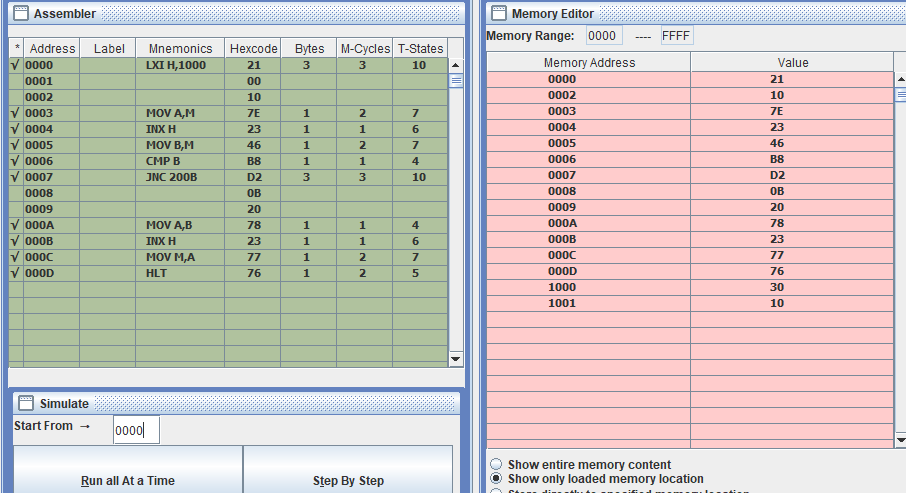 Assembler
* Address Label Mnemonics Hexcode Bytes M-Cycles T-States
√ 0000 LXI H,1000 21 3 3 10
0001 00
0002 10
√ 0003 MOV A,M 7E 1 2 7
√ 0004 INX H 23 1 1 6
√ 0005 MOV B,M 46 1 2 7
√ 0006 CMP B B8 1 1 4
√ 0007 JNC 200B D2 3 3 10
0008 0B
0009 20
√ 000A MOV A,B 78 1 1 4
√ 000B INX H 23 1 1 6
√ 000C MOV M,A 77 1 2 7
√ 000D HLT 76 1 2 5
Simulate
Start From → 0000
Run all At a Time Step By Step
Memory Editor
Memory Range: 0000 ---- FFFF
Memory Address Value
0000 21
0002 10
0003 7E
0004 23
0005 46
0006 B8
0007 D2
0008 0B
0009 20
000A 78
000B 23
000C 77
000D 76
1000 30
1001 10
Show entire memory content
Show only loaded memory location
Store directly to specified memory location